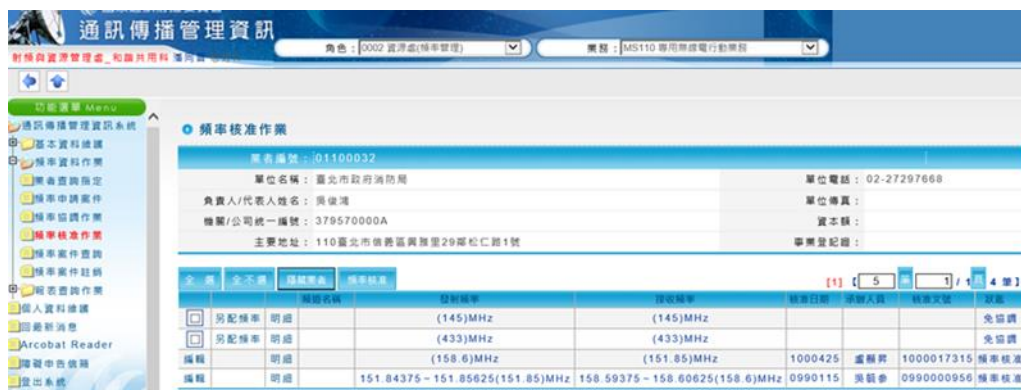 通訊傳播管理資訊
角色：0002 資源處(頻率管理)
業務：MS110 專用無線電行動業務
功能選單 Menu
通訊傳播管理資訊系統
基本資料維護
頻率資料作業
業者查詢指定
頻率申請案件
頻率協調作業
頻率核准作業
頻率案件查詢
頻率案件註銷
報表查詢作業
個人資料維護
回最新消息
Arcobat Reader
障礙申告信箱
登出系統
頻率核准作業
業者編號：01100032
單位名稱：臺北市政府消防局
單位電話：02-27297668
負責人/代表人姓名：吳俊鴻
單位傳真：
機關/公司統一編號：379570000A
資本額：
主要地址：110臺北市信義區興雅里29鄰松仁路1號
事業登記證：
全選 全不選 隱藏業者 頻率核准
[1] 【 5 筆 1 / 1 4 筆】
發射頻率 接收頻率 核准日期 承辦人員 核准文號 狀態
另配頻率 明細 (145)MHz (145)MHz 免協調
另配頻率 明細 (433)MHz (433)MHz 免協調
編輯 明細 (158.6)MHz (151.85)MHz 1000425 1000017315 頻率核准
編輯 明細 151.84375~151.85625(151.85)MHz 158.59375~158.60625(158.6)MHz 0990115 0990000956 頻率核准